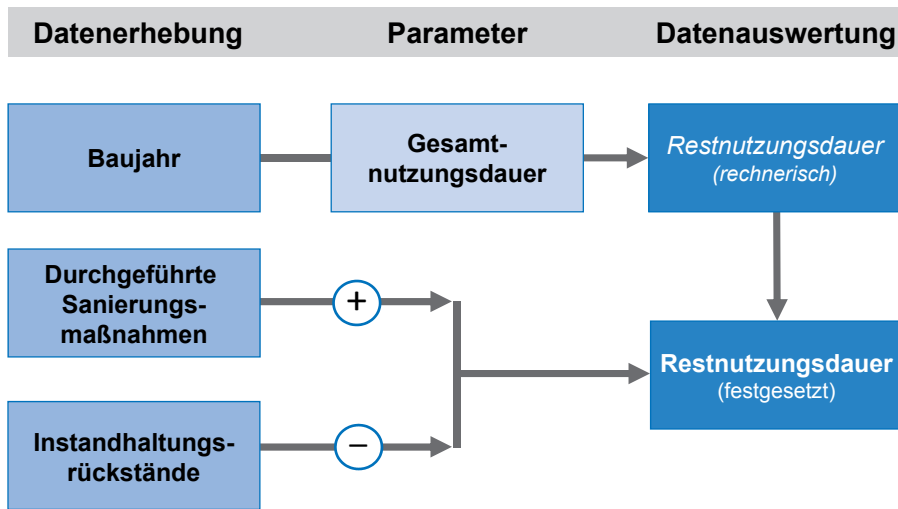 Datenerhebung Parameter Datenauswertung
Baujahr
Gesamt-
nutzungsdauer
Restnutzungsdauer
(rechnerisch)
Durchgeführte
Sanierungs-
maßnahmen
+
Restnutzungsdauer
(festgesetzt)
Instandhaltungs-
rückstände
−